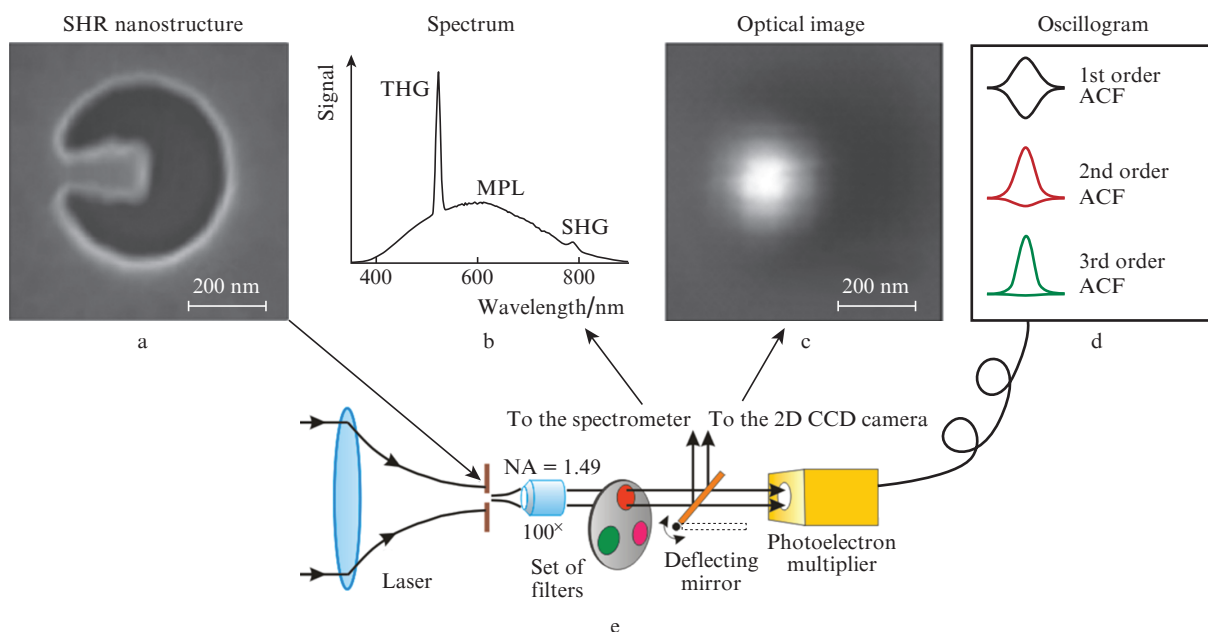 SHR nanostructure
Spectrum
Optical image
Oscillogram
200 nm
a
Signal
THG
MPL
SHG
400
600
800
Wavelength/nm
b
200 nm
c
1st order
ACF
2nd order
ACF
3rd order
ACF
d
To the spectrometer
To the 2D CCD camera
NA = 1.49
100×
Laser
Set of
filters
Deflecting
mirror
Photoelectron
multiplier
e